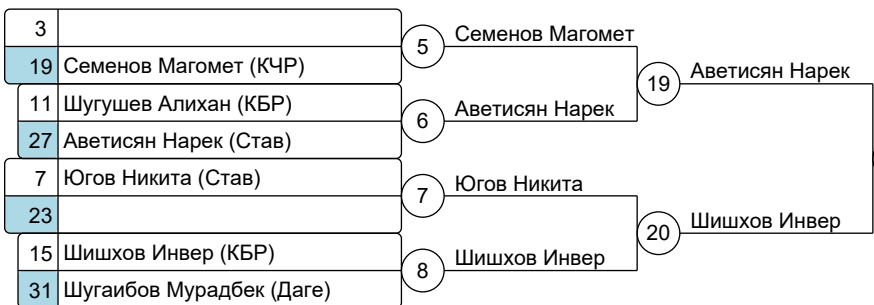 3
19 Семенов Магомет (КЧР)
5 Семенов Магомет
11 Шугушев Алихан (КБР)
27 Аветисян Нарек (Став)
6 Аветисян Нарек
19 Аветисян Нарек
7 Югов Никита (Став)
23
7 Югов Никита
15 Шишхов Инвер (КБР)
31 Шугаибов Мурадбек (Даге)
8 Шишхов Инвер
20 Шишхов Инвер